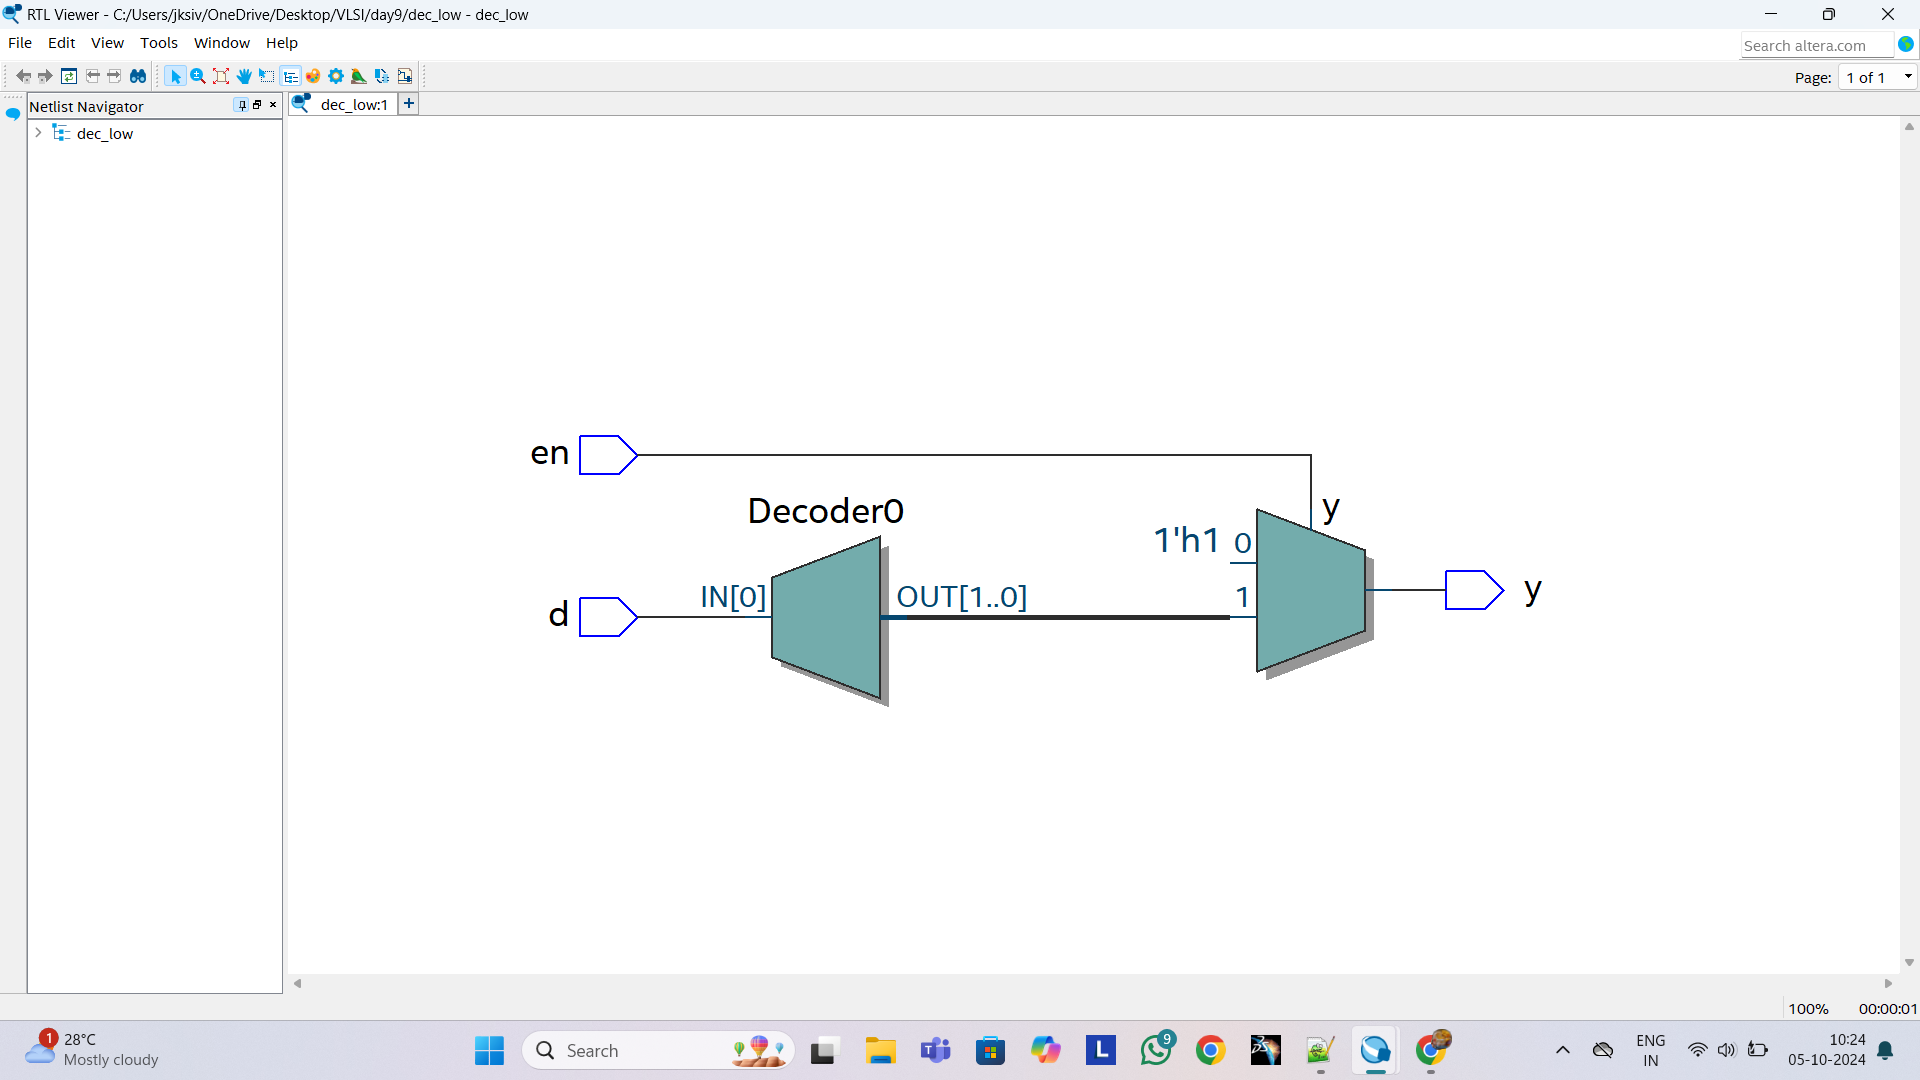 RTL Viewer - C:/Users/jksiv/OneDrive/Desktop/VLSI/day9/dec_low - dec_low
File Edit View Tools Window Help
Search altera.com
Page: 1 of 1
Netlist Navigator
dec_low:1
dec_low
en
Decoder0
y
1'h1 0
d
IN[0]
OUT[1..0]
1
y
100% 00:00:01
1
28°C
Mostly cloudy
Search
L
9
ENG
IN
10:24
05-10-2024